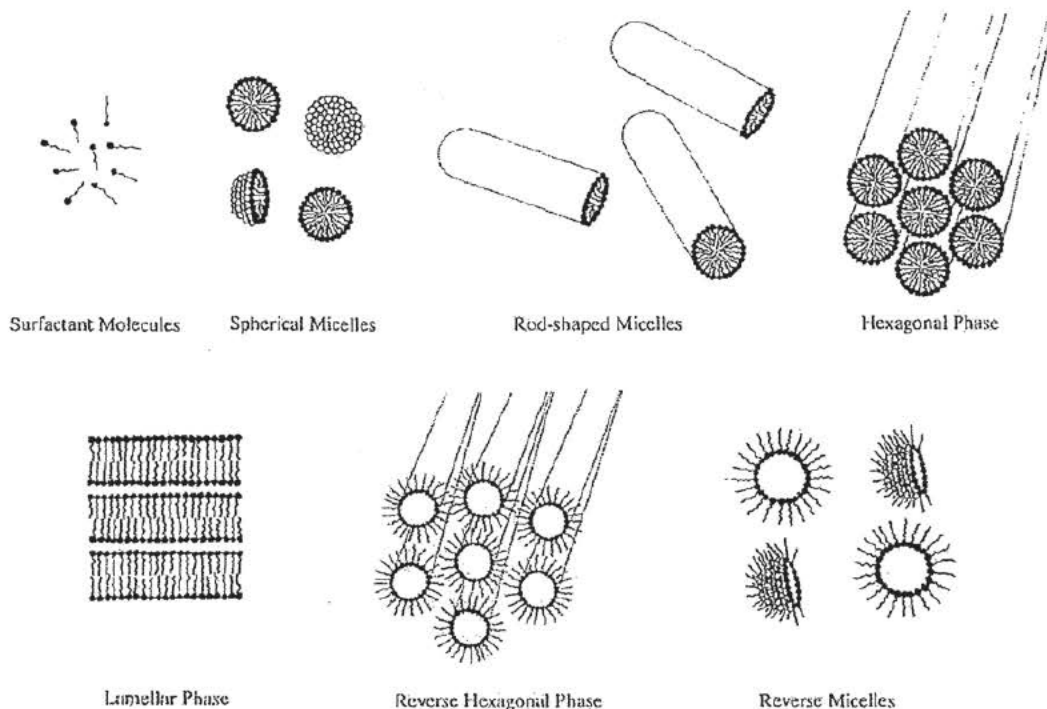 Surfactant Molecules
Spherical Micelles
Rod-shaped Micelles
Hexagonal Phase
Lamellar Phase
Reverse Hexagonal Phase
Reverse Micelles